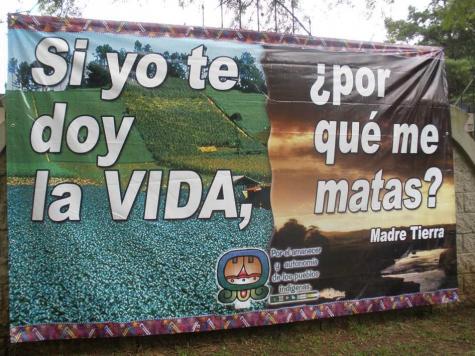 Si yo te
doy
la VIDA,
¿por
qué me
matas?
Madre Tierra
Por el amanecer
y autonomía
de los pueblos
indígenas